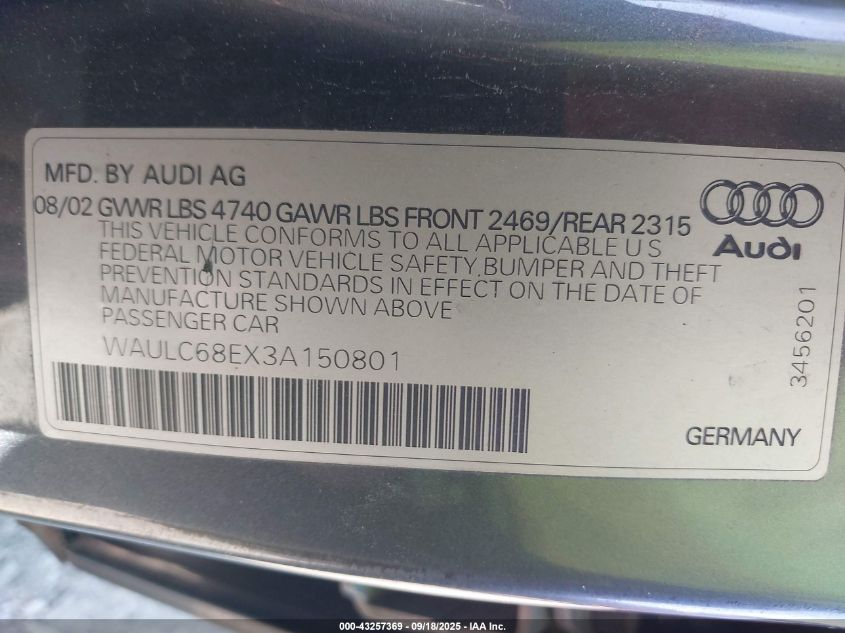 MFD. BY AUDI AG
08/02 GVWR LBS 4740 GAWR LBS FRONT 2469/REAR 2315
THIS VEHICLE CONFORMS TO ALL APPLICABLE U S
FEDERAL MOTOR VEHICLE SAFETY, BUMPER AND THEFT
PREVENTION STANDARDS IN EFFECT ON THE DATE OF
MANUFACTURE SHOWN ABOVE
PASSENGER CAR
WAULC68EX3A150801
Audi
3456201
GERMANY
000-43257369 - 09/18/2025 - IAA Inc.